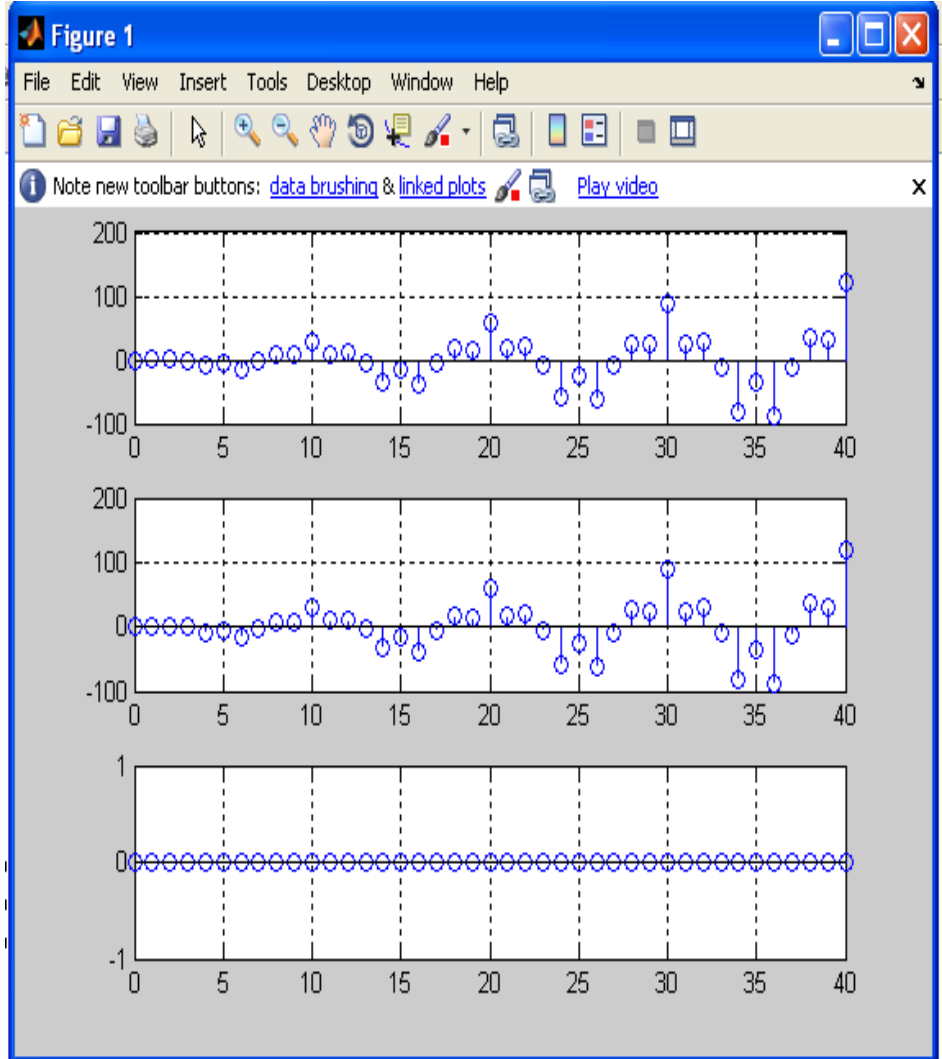 Figure 1
File Edit View Insert Tools Desktop Window Help
Note new toolbar buttons: data brushing & linked plots Play video
200
100
0
-100
0 5 10 15 20 25 30 35 40
200
100
0
-100
0 5 10 15 20 25 30 35 40
1
0
-1
0 5 10 15 20 25 30 35 40